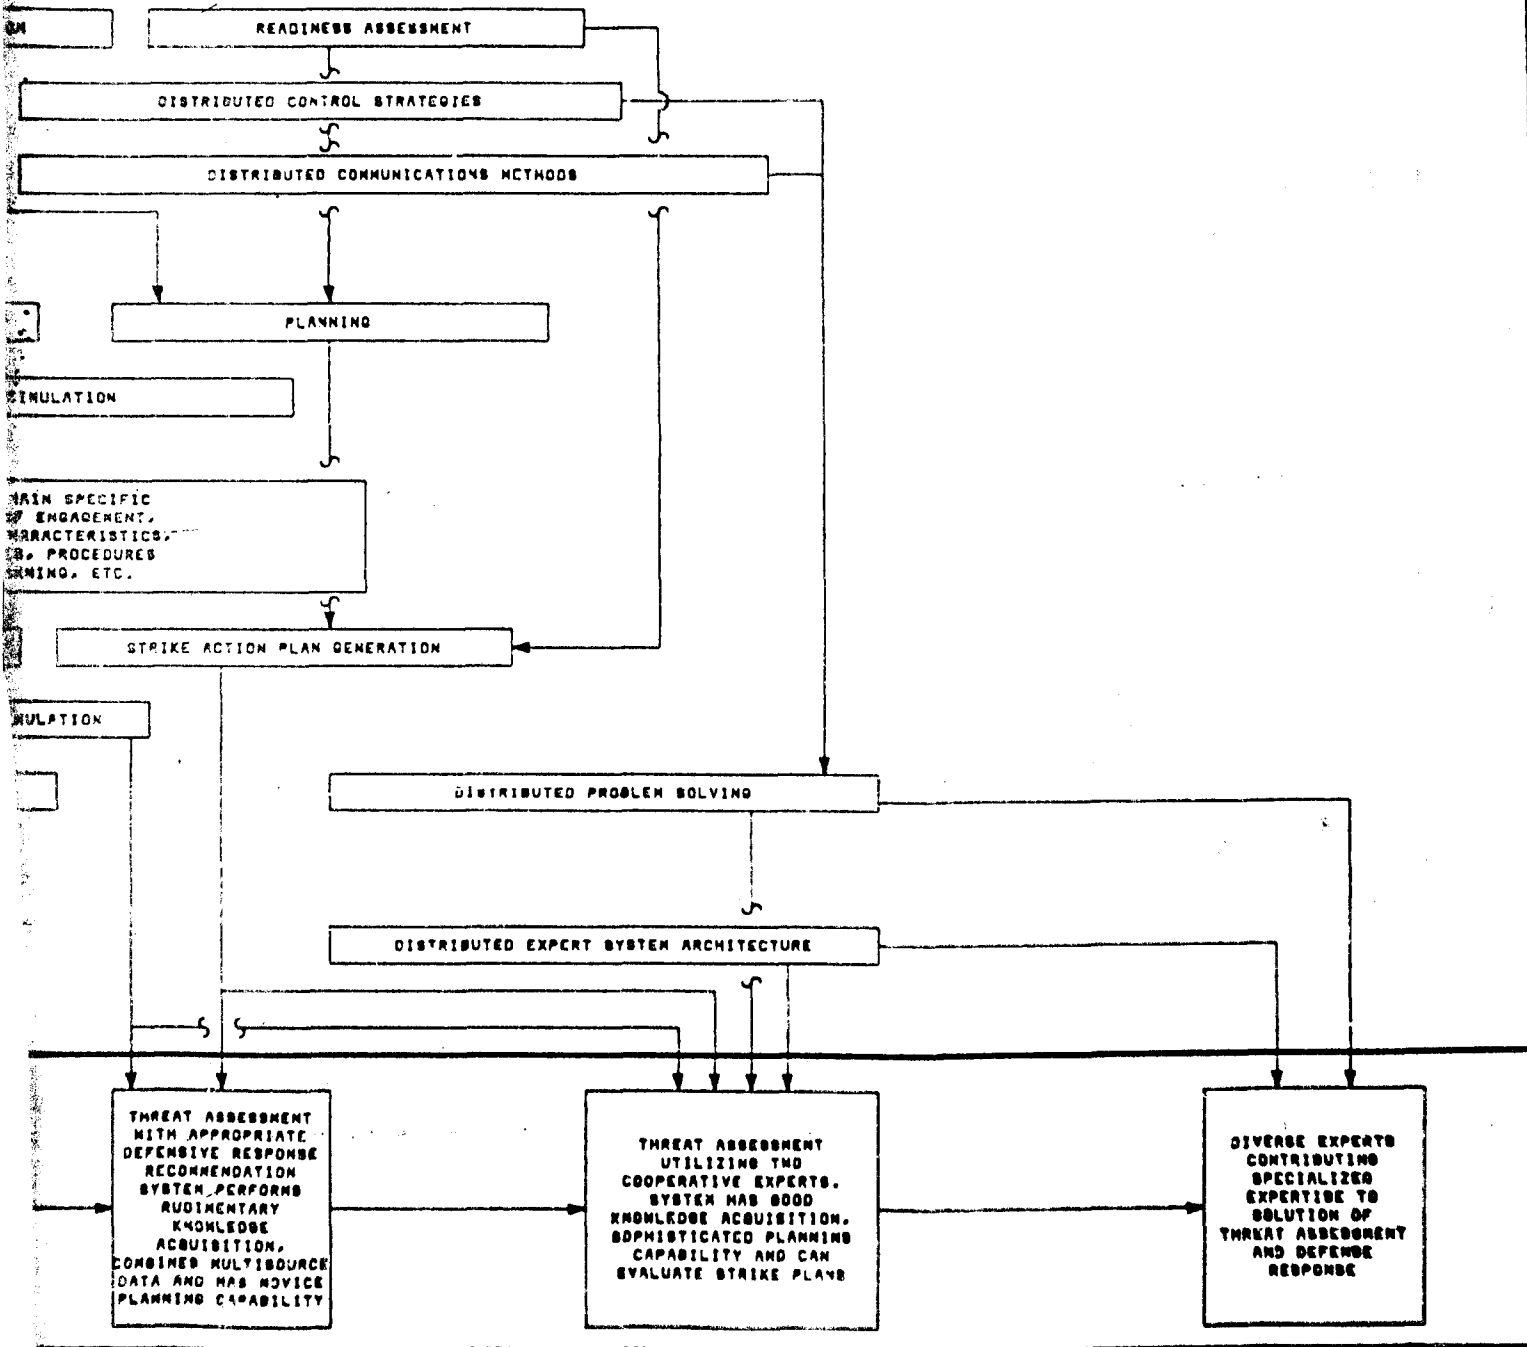 READINESS ASSESSMENT
DISTRIBUTED CONTROL STRATEGIES
DISTRIBUTED COMMUNICATIONS METHODS
PLANNING
SIMULATION
SPECIFIC
ENGAGEMENT,
CHARACTERISTICS,
PROCEDURES
ETC.
STRIKE ACTION PLAN GENERATION
MULATION
DISTRIBUTED PROBLEM SOLVING
DISTRIBUTED EXPERT SYSTEM ARCHITECTURE
THREAT ASSESSMENT
WITH APPROPRIATE
DEFENSIVE RESPONSE
RECOMMENDATION
SYSTEM PERFORMS
RUDIMENTARY
KNOWLEDGE
ACQUISITION,
COMBINES MULTISOURCE
DATA AND HAS NOVICE
PLANNING CAPABILITY
THREAT ASSESSMENT
UTILIZING TWO
COOPERATIVE EXPERTS.
SYSTEM HAS GOOD
KNOWLEDGE ACQUISITION,
SOPHISTICATED PLANNING
CAPABILITY AND CAN
EVALUATE STRIKE PLANS
DIVERSE EXPERTS
CONTRIBUTING
SPECIALIZED
EXPERTISE TO
SOLUTION OF
THREAT ASSESSMENT
AND DEFENSE
RESPONSE